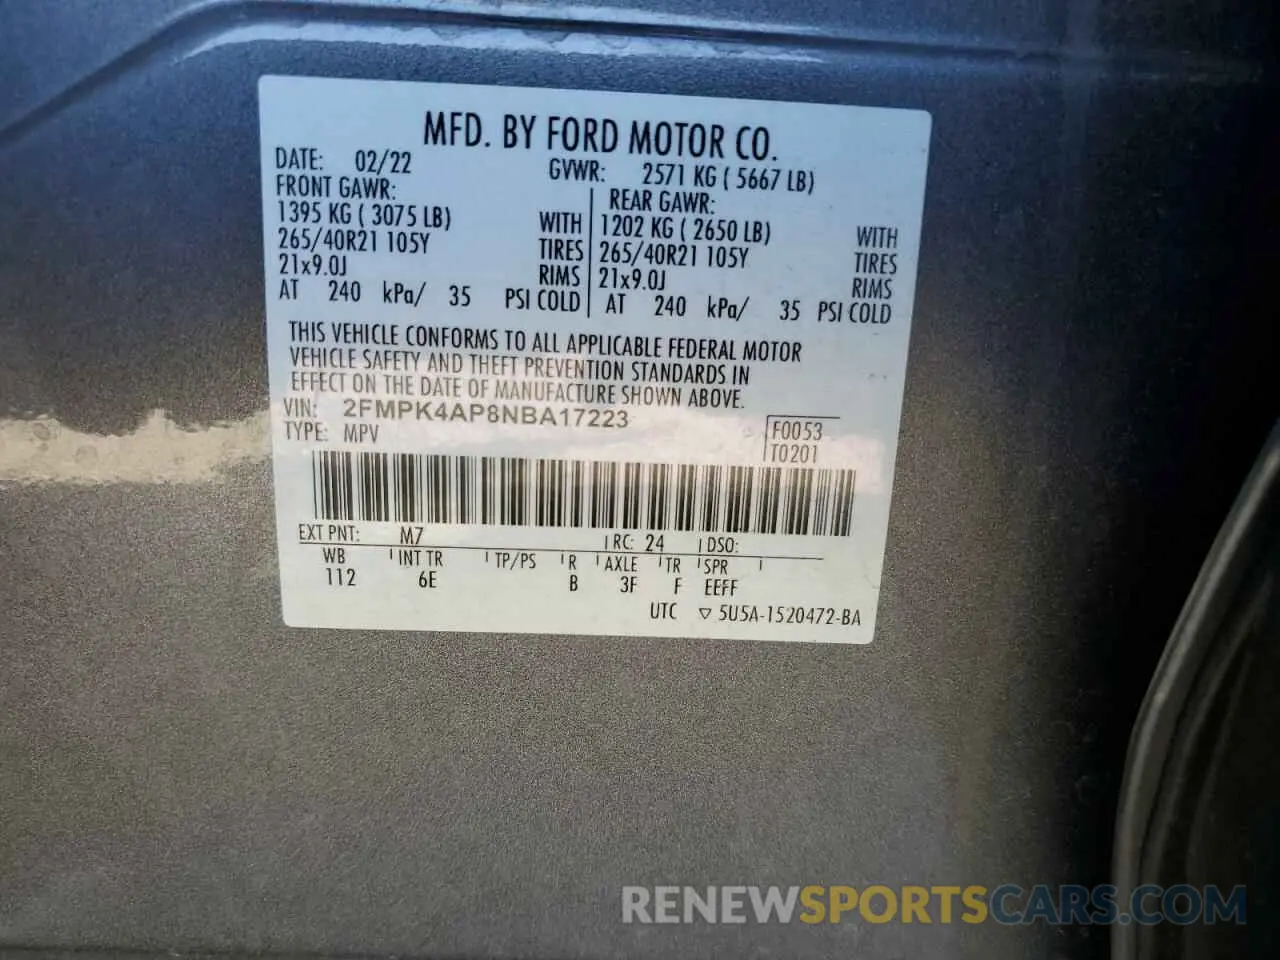 MFD. BY FORD MOTOR CO.
DATE: 02/22 GVWR: 2571 KG ( 5667 LB)
FRONT GAWR: REAR GAWR:
1395 KG ( 3075 LB) WITH 1202 KG ( 2650 LB) WITH
265/40R21 105Y TIRES 265/40R21 105Y TIRES
21x9.0J RIMS 21x9.0J RIMS
AT 240 kPa/ 35 PSI COLD AT 240 kPa/ 35 PSI COLD
THIS VEHICLE CONFORMS TO ALL APPLICABLE FEDERAL MOTOR
VEHICLE SAFETY AND THEFT PREVENTION STANDARDS IN
EFFECT ON THE DATE OF MANUFACTURE SHOWN ABOVE.
VIN: 2FMPK4AP8NBA17223 F0053
TYPE: MPV T0201
EXT PNT: M7 RC: 24 DSO:
WB INT TR TP/PS R AXLE TR SPR
112 6E B 3F F EEFF
UTC ▽ 5U5A-1520472-BA
RENEWSPORTSCARS.COM